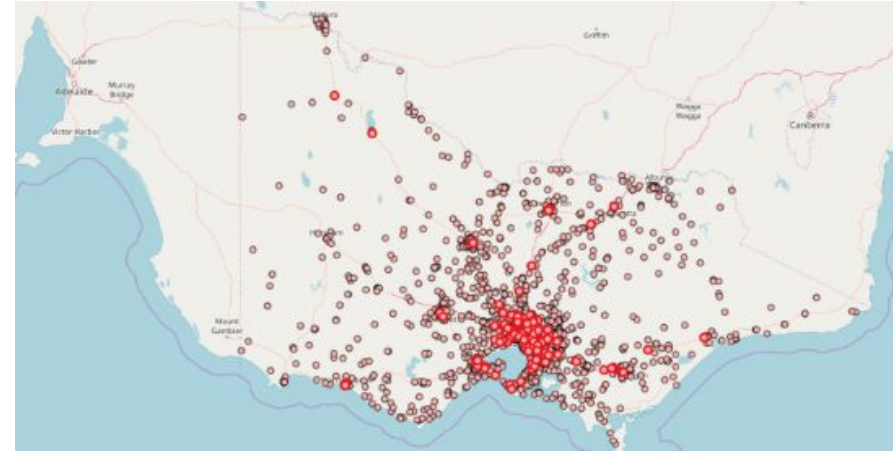 Griffith
Gawler
Adelaide
Murray
Bridge
Victor Harbor
Wagga
Wagga
Canberra
Mount
Gambier